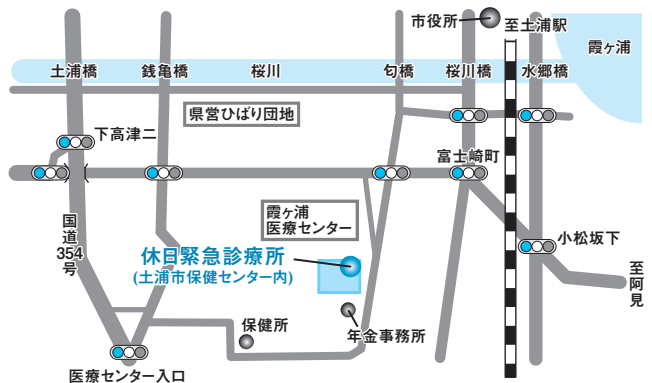 市役所
至土浦駅
霞ヶ浦
土浦橋
銭亀橋
桜川
匂橋
桜川橋
水郷橋
県営ひばり団地
下高津二
富士崎町
国道354号
霞ヶ浦
医療センター
小松坂下
休日緊急診療所
(土浦市保健センター内)
至阿見
保健所
年金事務所
医療センター入口